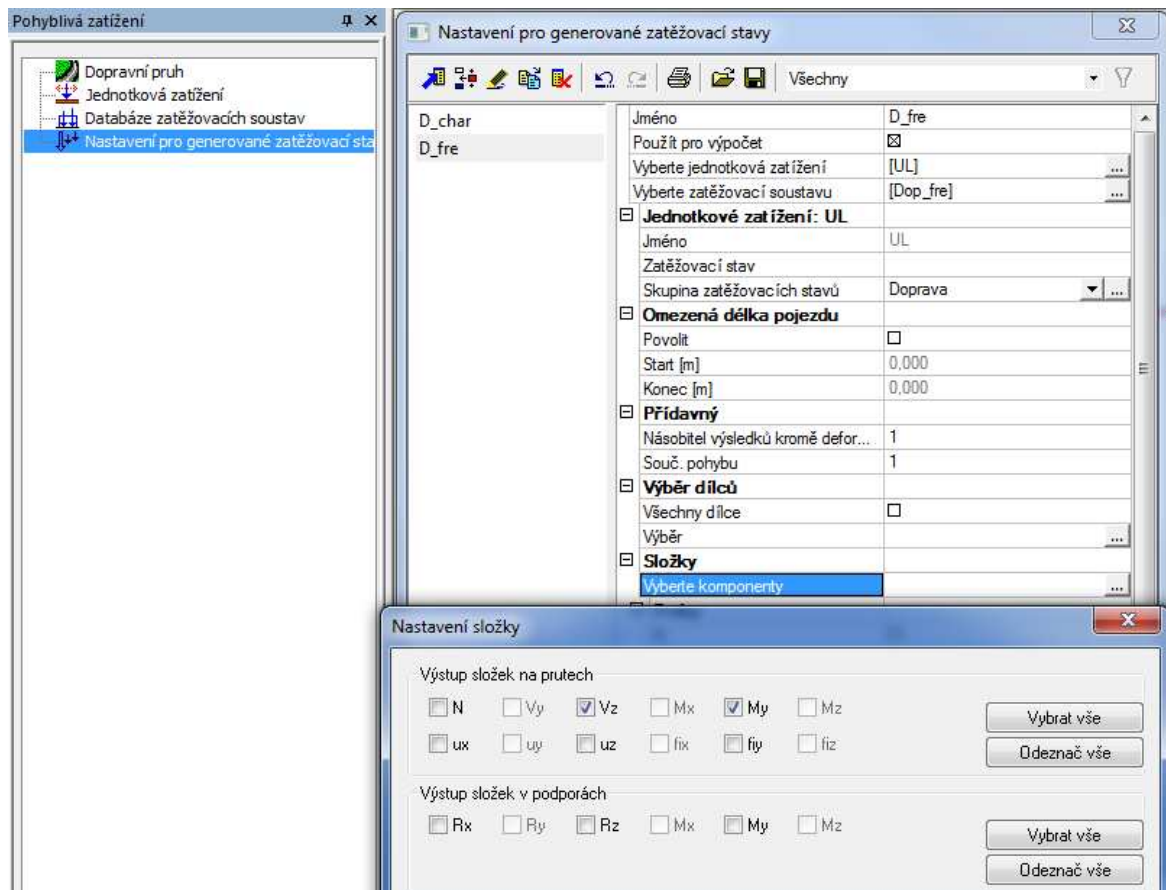 Pohyblivá zatížení
Dopravní pruh
Jednotková zatížení
Databáze zatěžovacích soustav
Nastavení pro generované zatěžovací sta
Nastavení pro generované zatěžovací stavy
Všechny
D_char
D_fre
Jméno D_fre
Použít pro výpočet
Vyberte jednotková zatížení [UL] ...
Vyberte zatěžovací soustavu [Dop_fre] ...
Jednotkové zatížení: UL
Jméno UL
Zatěžovací stav
Skupina zatěžovacích stavů Doprava ...
Omezená délka pojezdu
Povolit
Start [m] 0,000
Konec [m] 0,000
Přídavný
Násobitel výsledků kromě defor... 1
Souč. pohybu 1
Výběr dílců
Všechny dílce
Výběr ...
Složky
Vyberte komponenty ...
Nastavení složky
Výstup složek na prutech
N Vy Vz Mx My Mz
Vybrat vše
ux uy uz fix fiy fiz
Odeznač vše
Výstup složek v podporách
Rx Ry Rz Mx My Mz
Vybrat vše
Odeznač vše